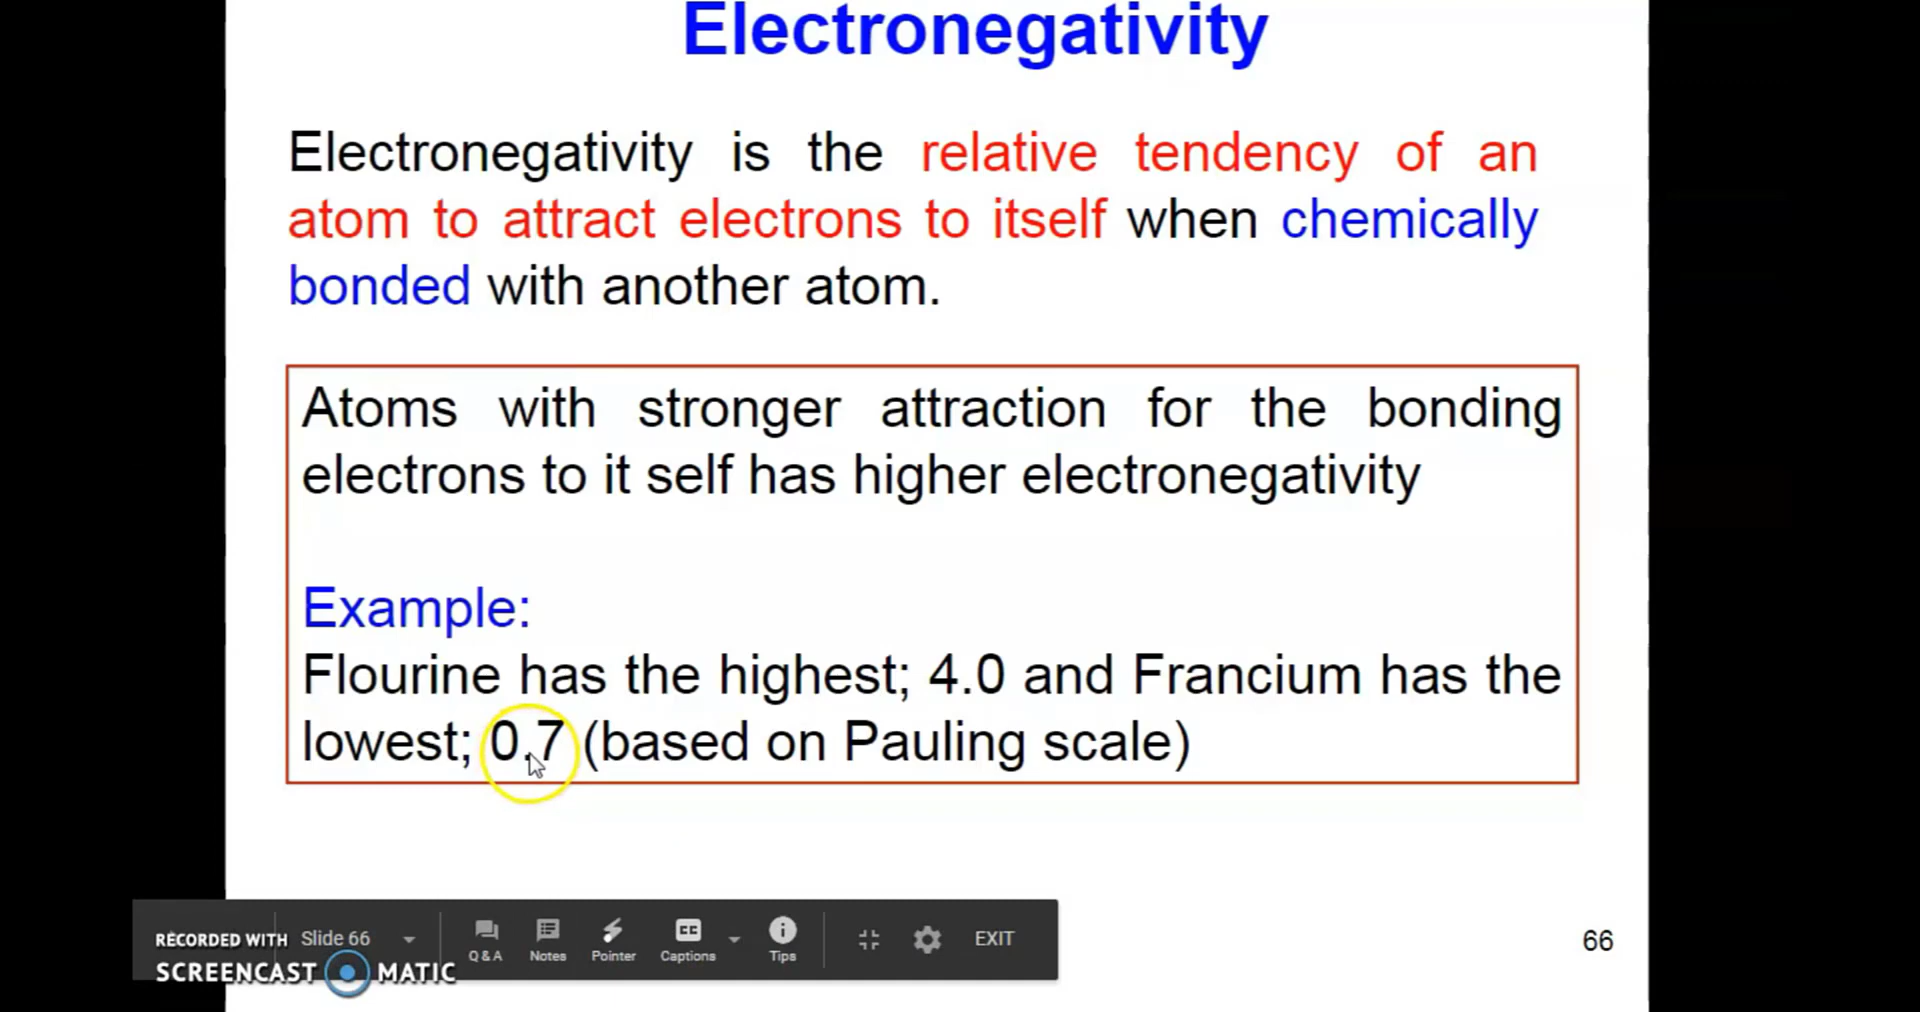 Electronegativity
Electronegativity is the relative tendency of an
atom to attract electrons to itself when chemically
bonded with another atom.
Atoms with stronger attraction for the bonding
electrons to it self has higher electronegativity
Example:
Flourine has the highest; 4.0 and Francium has the
lowest; 0.7 (based on Pauling scale)
RECORDED WITH
SCREENCAST MATIC
Slide 66
Q & A
Notes
Pointer
CC
Captions
Tips
EXIT
66